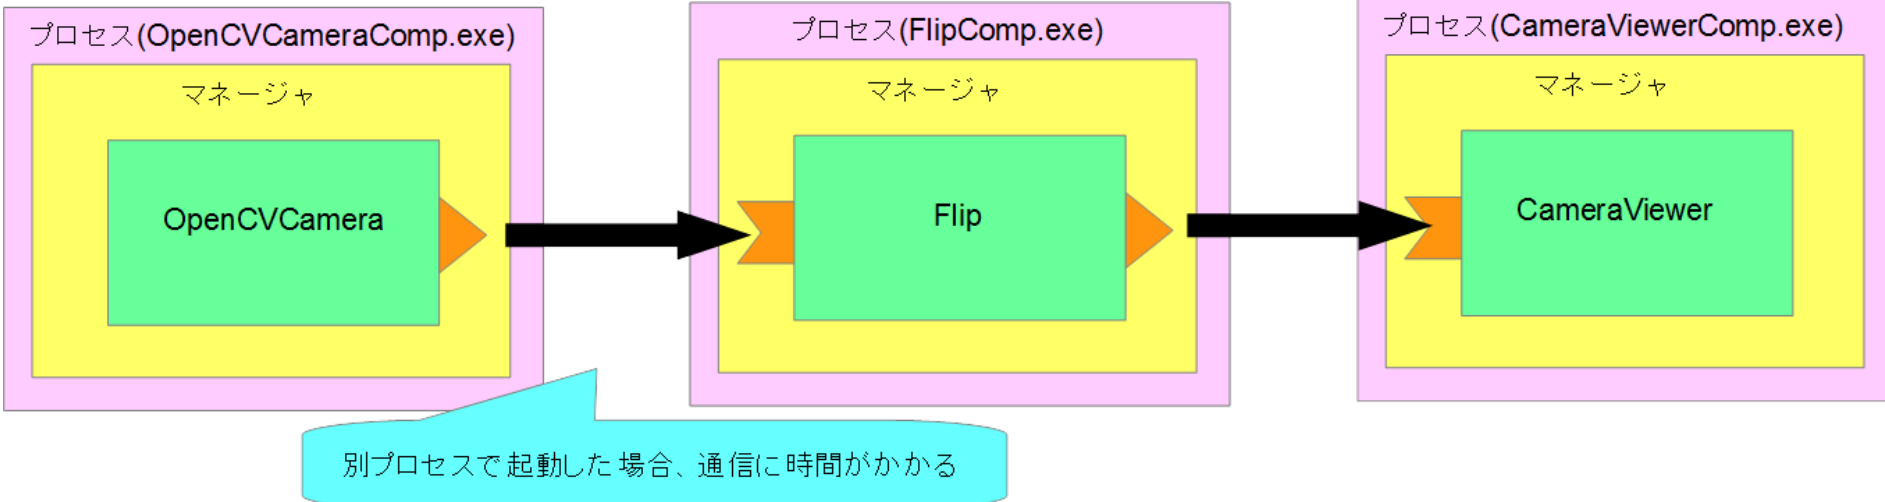 プロセス(OpenCVCameraComp.exe)
マネージャ
OpenCVCamera
プロセス(FlipComp.exe)
マネージャ
Flip
プロセス(CameraViewerComp.exe)
マネージャ
CameraViewer
別プロセスで起動した場合、通信に時間がかかる